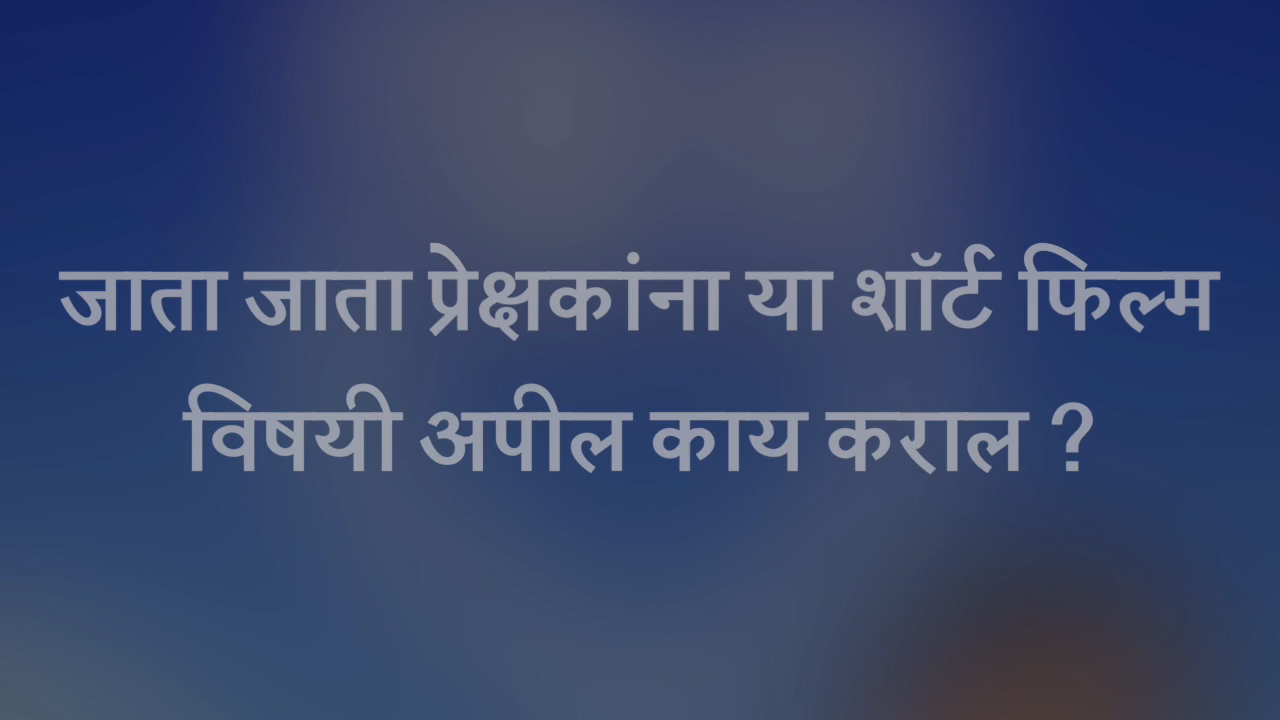 जाता जाता प्रेक्षकांना या शॉर्ट फिल्म
विषयी अपील काय कराल ?